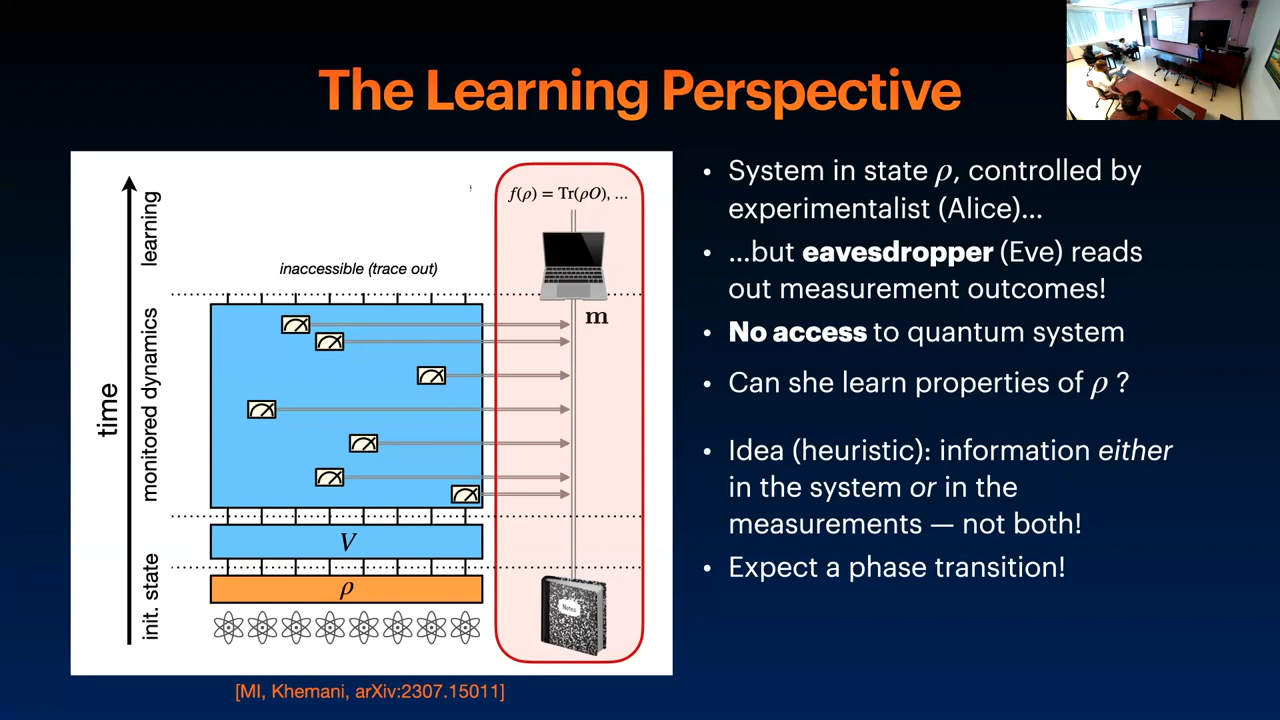 The Learning Perspective
time
learning
monitored dynamics
init. state
inaccessible (trace out)
f(ρ) = Tr(ρO), ...
m
V
ρ
Notes
[MI, Khemani, arXiv:2307.15011]
• System in state ρ, controlled by
experimentalist (Alice)...
• ...but eavesdropper (Eve) reads
out measurement outcomes!
• No access to quantum system
• Can she learn properties of ρ ?
• Idea (heuristic): information either
in the system or in the
measurements — not both!
• Expect a phase transition!